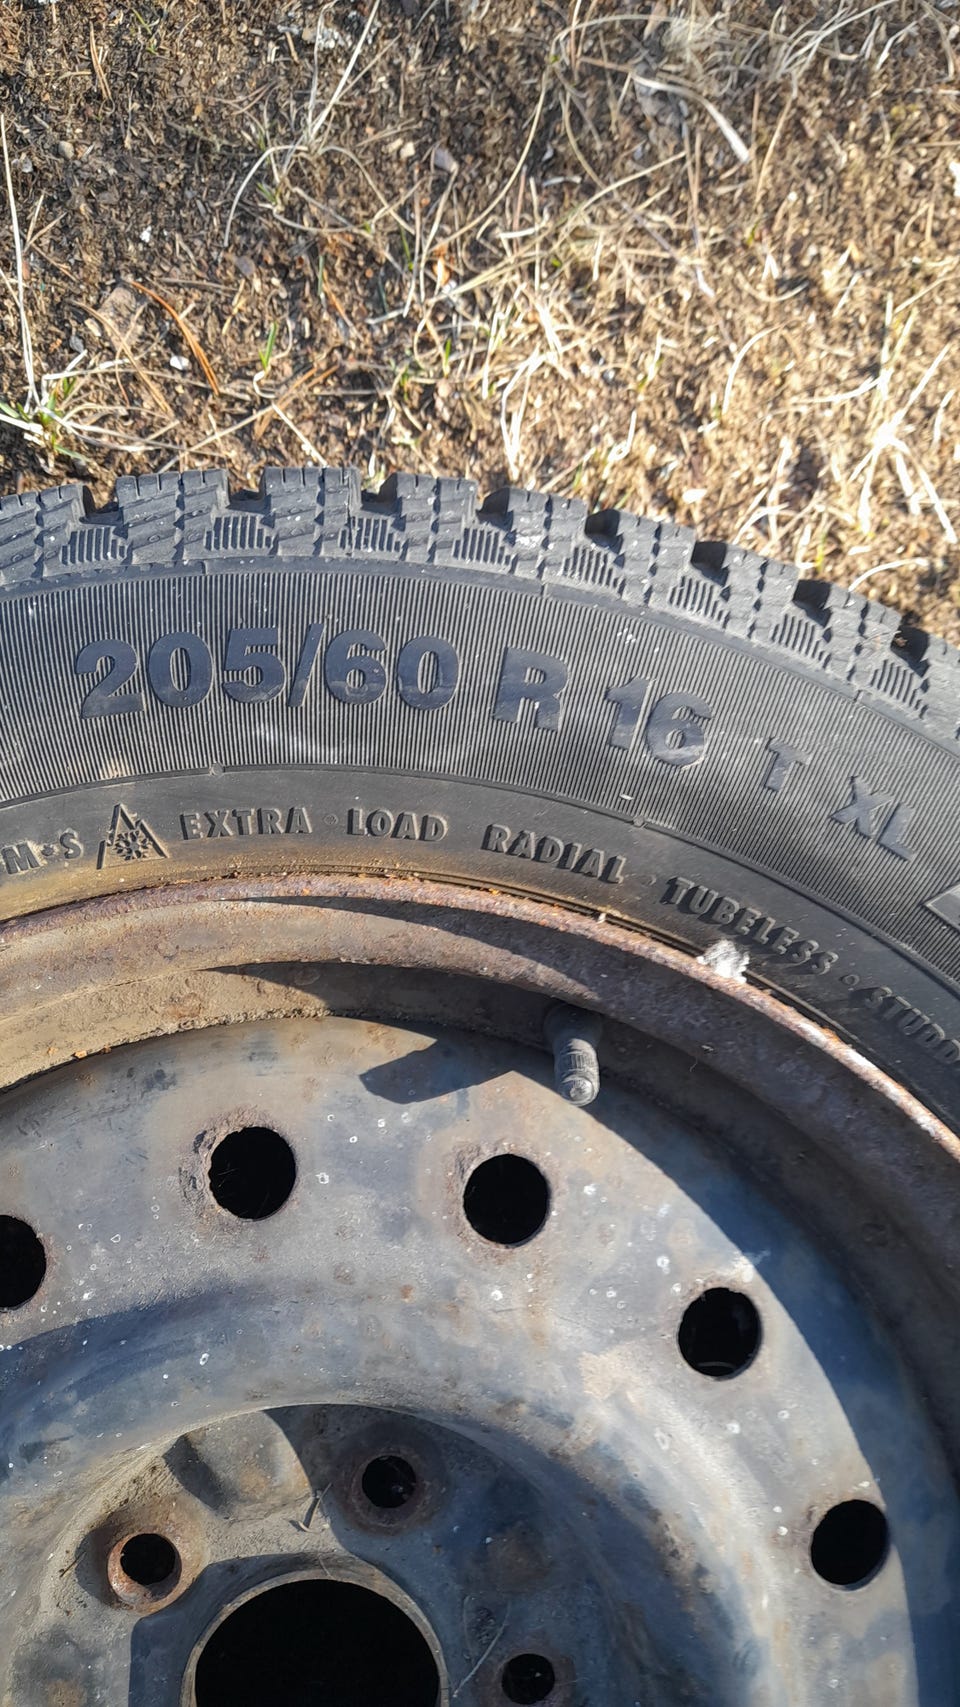 205/60 R 16 T XL
M·S EXTRA LOAD RADIAL · TUBELESS ·